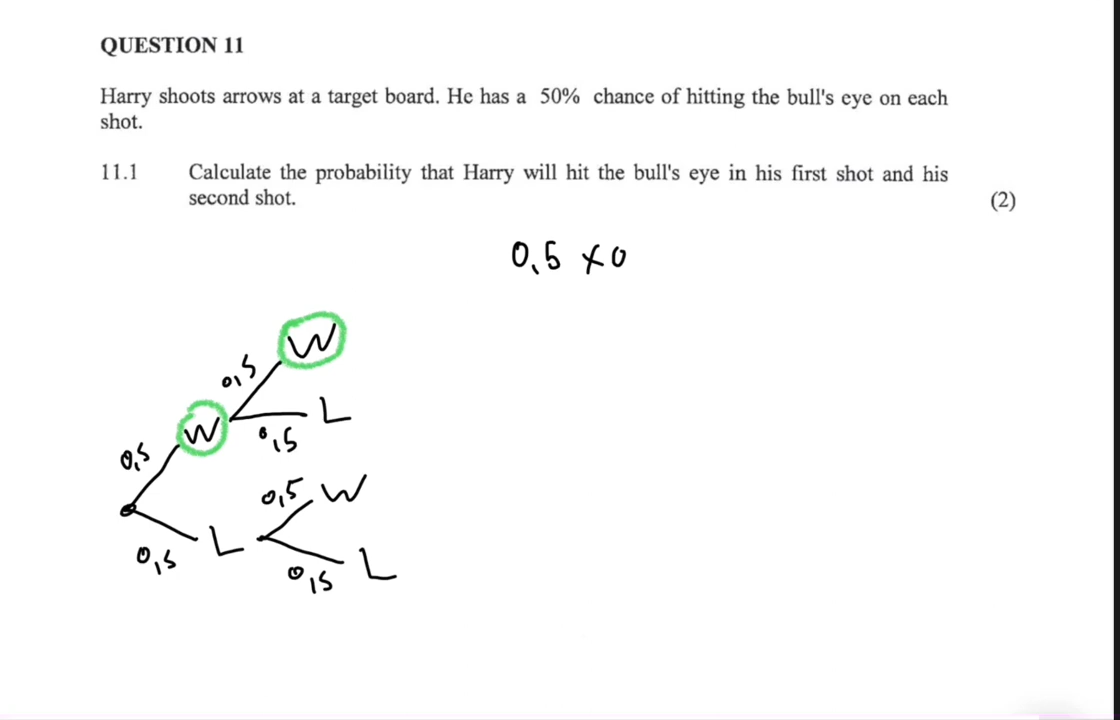 QUESTION 11
Harry shoots arrows at a target board. He has a 50% chance of hitting the bull's eye on each
shot.
11.1 Calculate the probability that Harry will hit the bull's eye in his first shot and his
second shot.
(2)
0,5 × 0
W
0,5
L
W
0,5
0,5
0,5 W
L
0,5
0,5 L